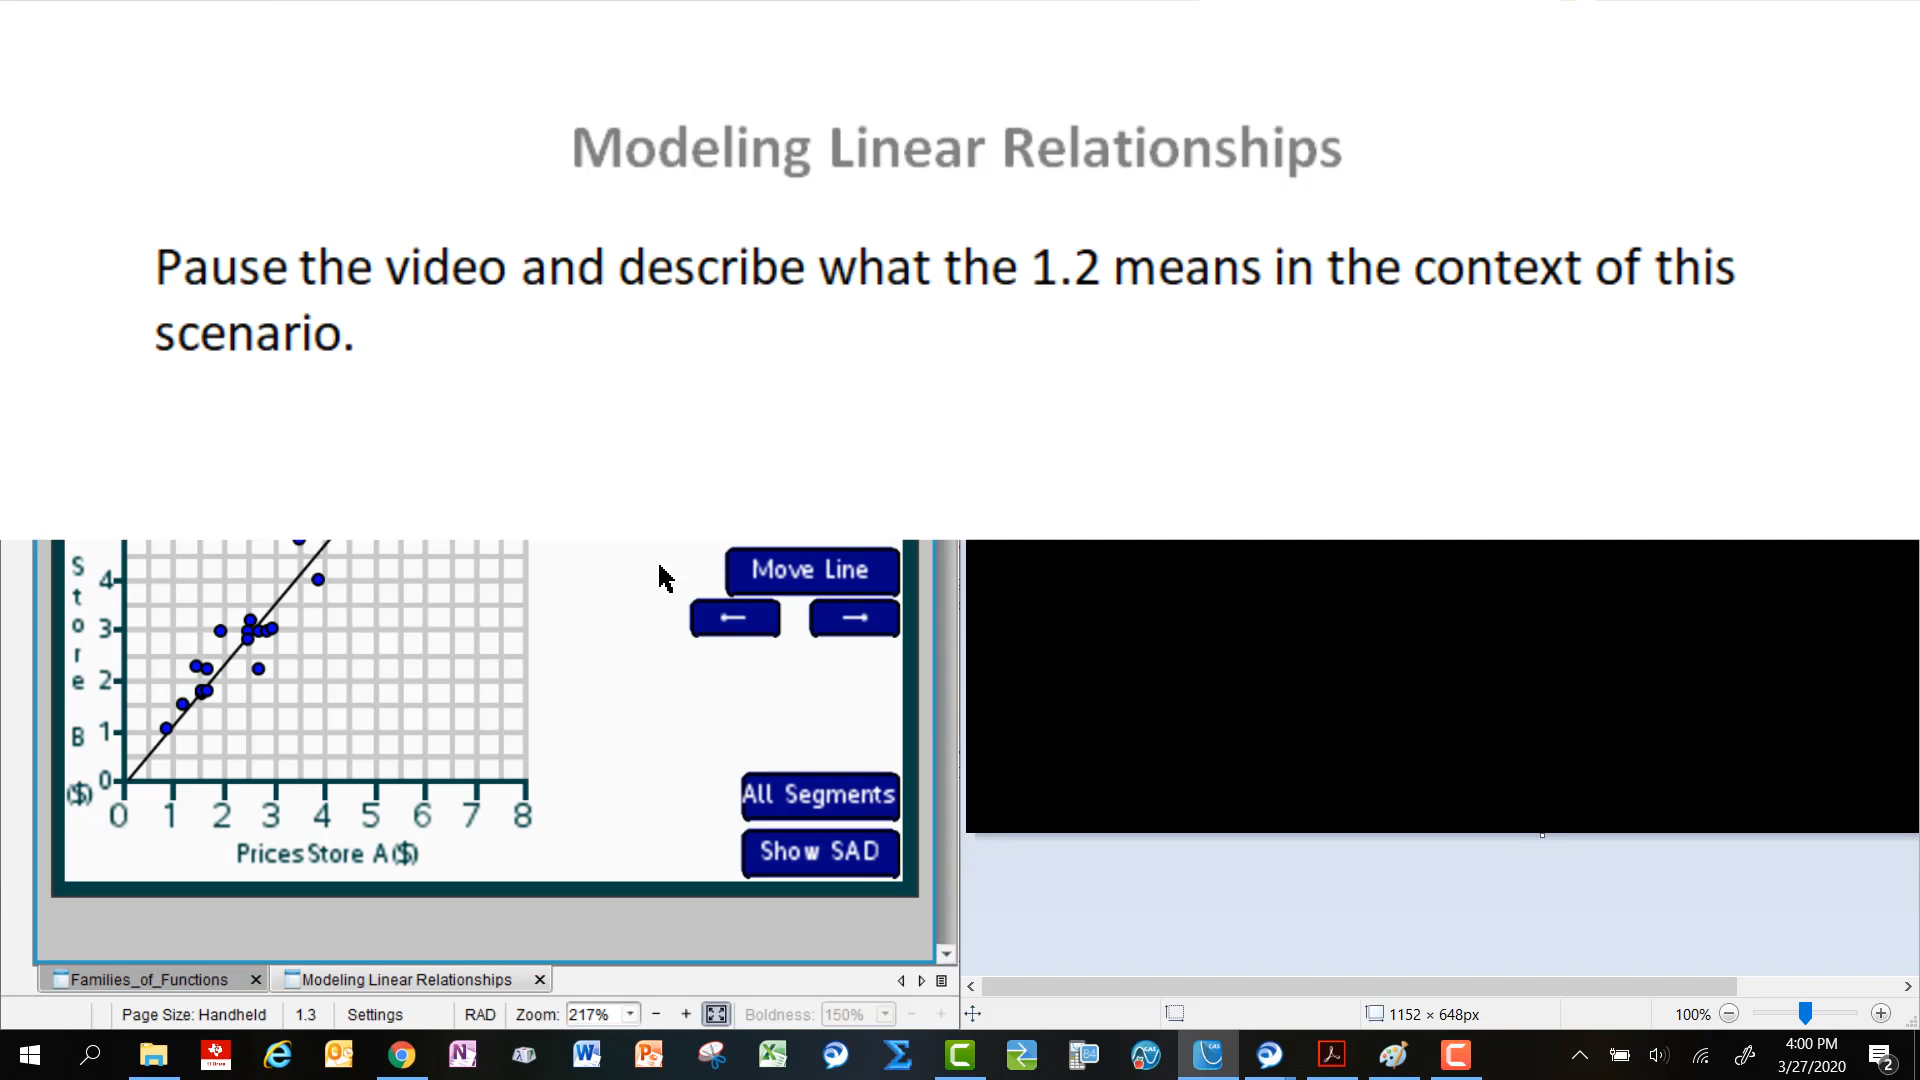 Modeling Linear Relationships
Pause the video and describe what the 1.2 means in the context of this
scenario.
Store B ($)
4
3
2
1
0
0 1 2 3 4 5 6 7 8
Prices Store A ($)
Move Line
← →
All Segments
Show SAD
Families_of_Functions × Modeling Linear Relationships ×
Page Size: Handheld 1.3 Settings RAD Zoom: 217% - + Boldness: 150% - + 1152 × 648px 100%
4:00 PM
3/27/2020
2